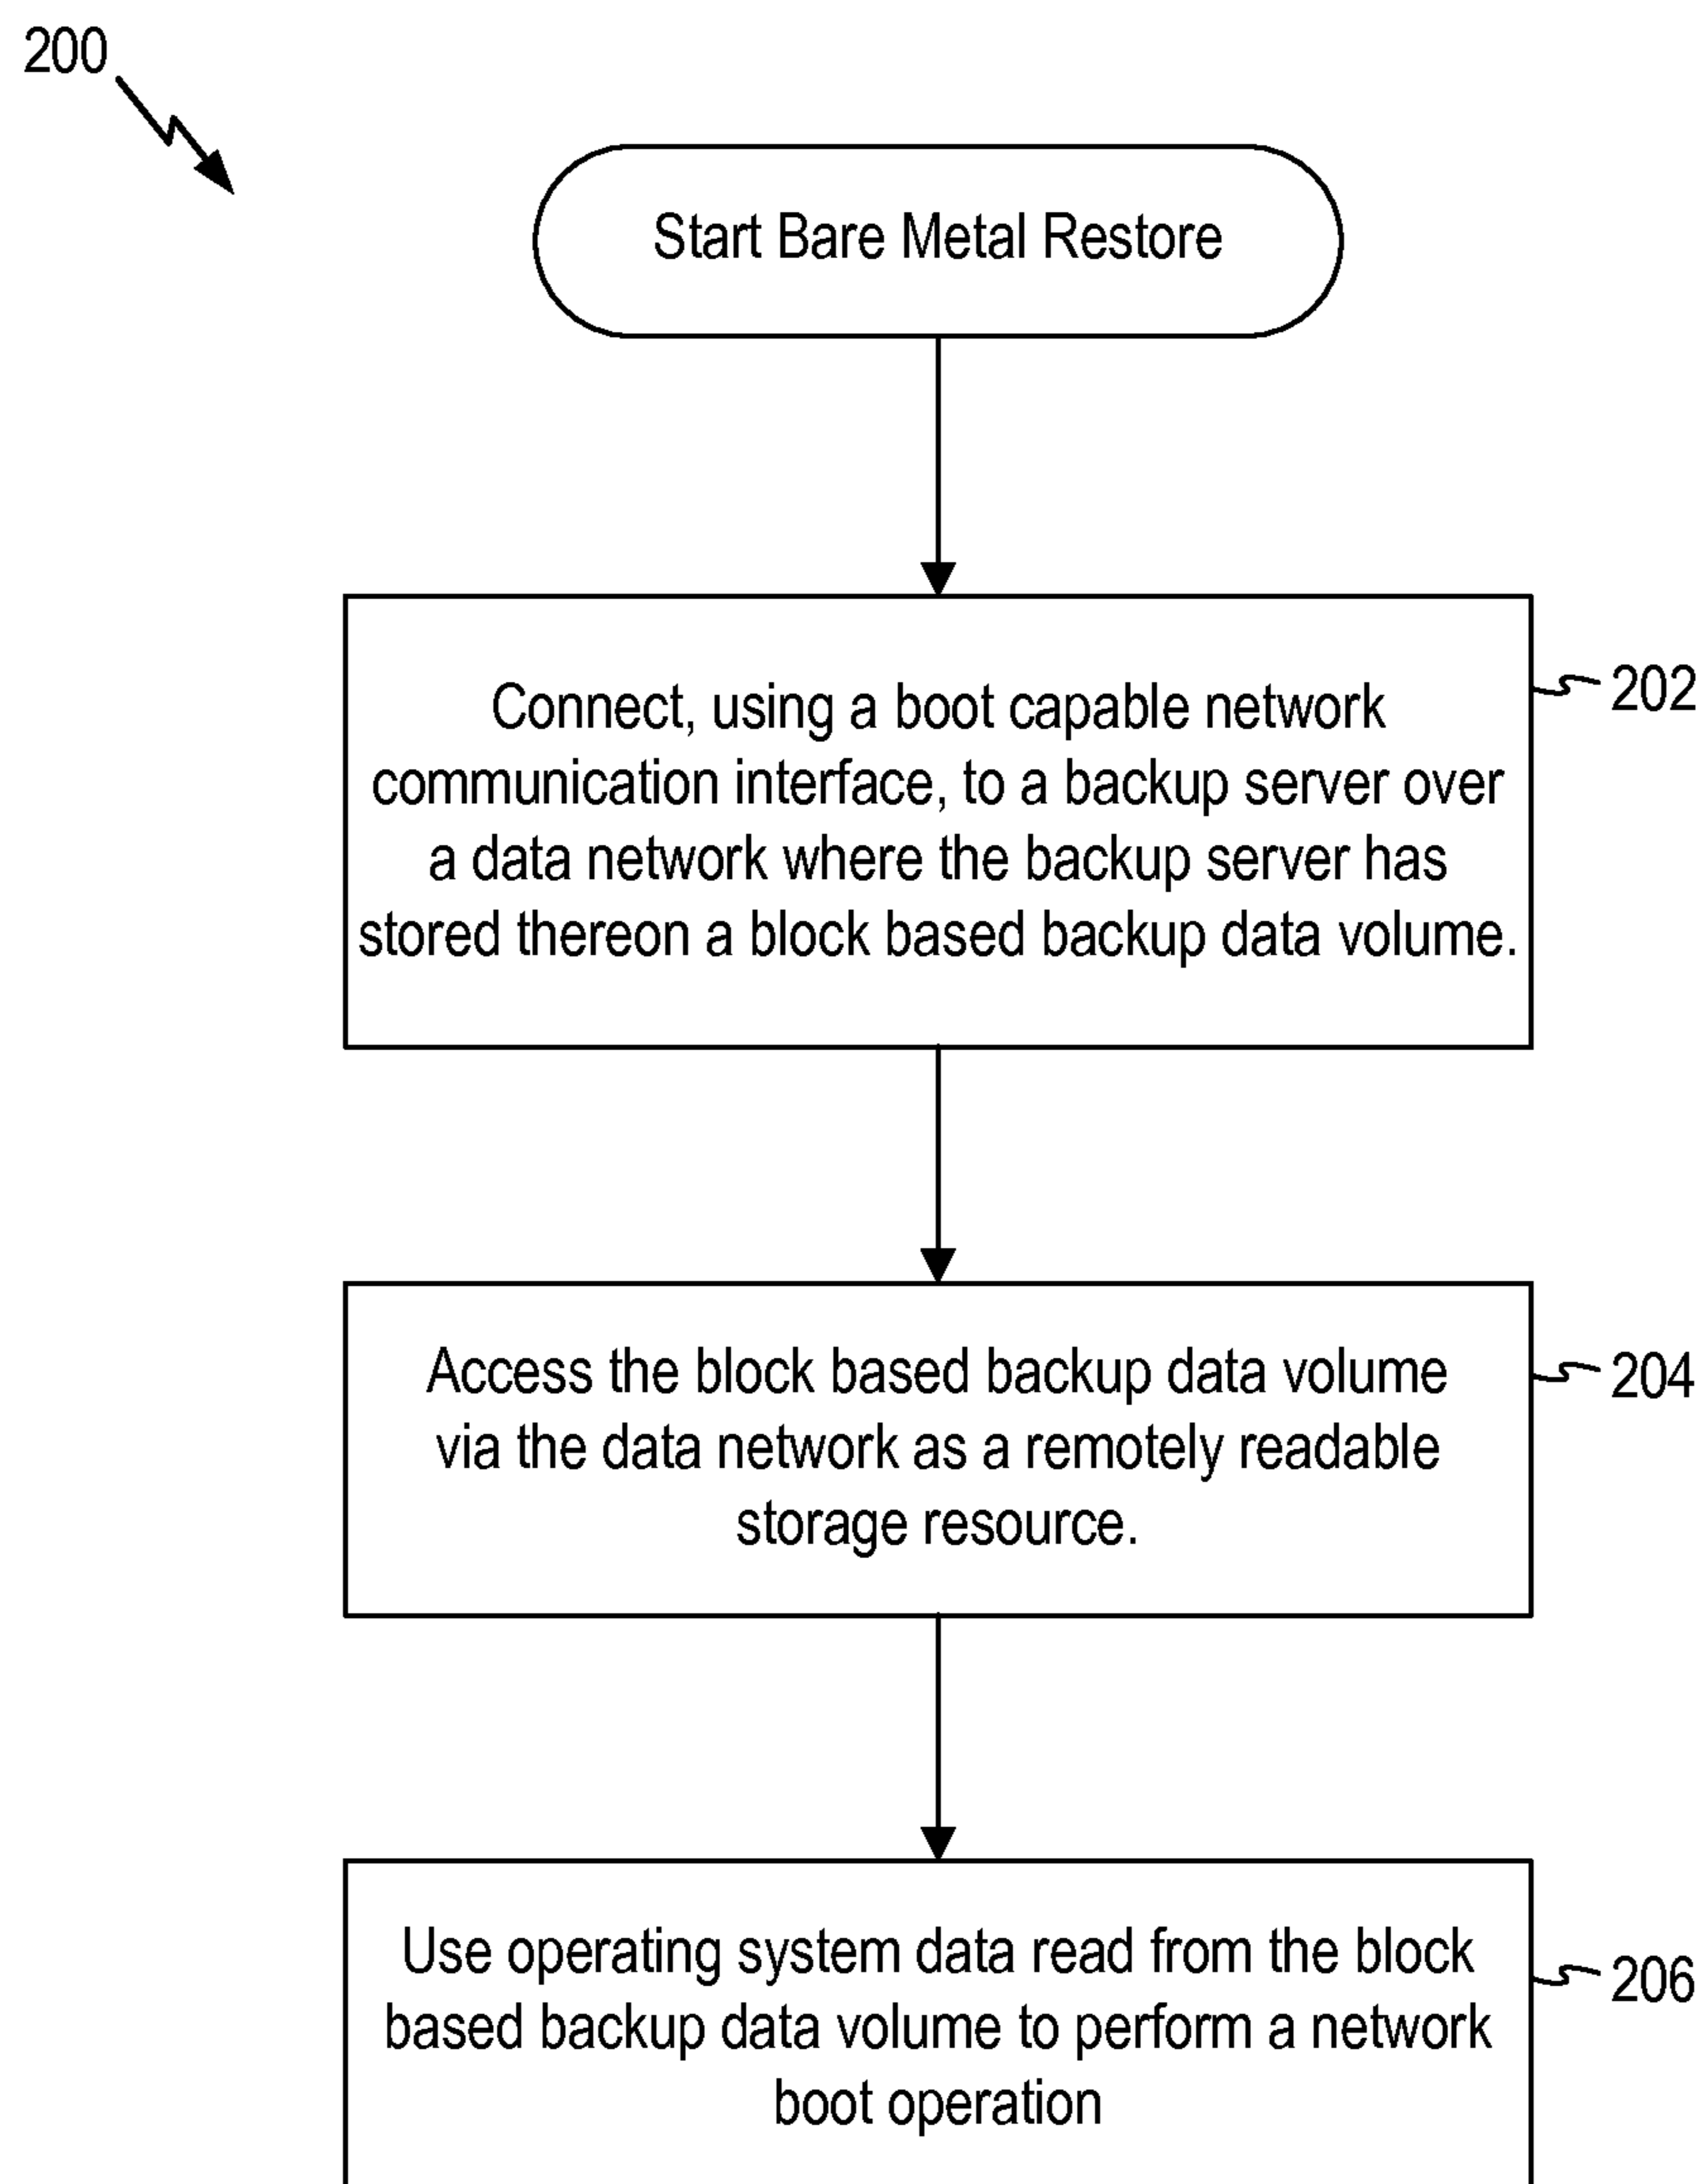 200
Start Bare Metal Restore
Connect, using a boot capable network
communication interface, to a backup server over
a data network where the backup server has
stored thereon a block based backup data volume.
202
Access the block based backup data volume
via the data network as a remotely readable
storage resource.
204
Use operating system data read from the block
based backup data volume to perform a network
boot operation
206